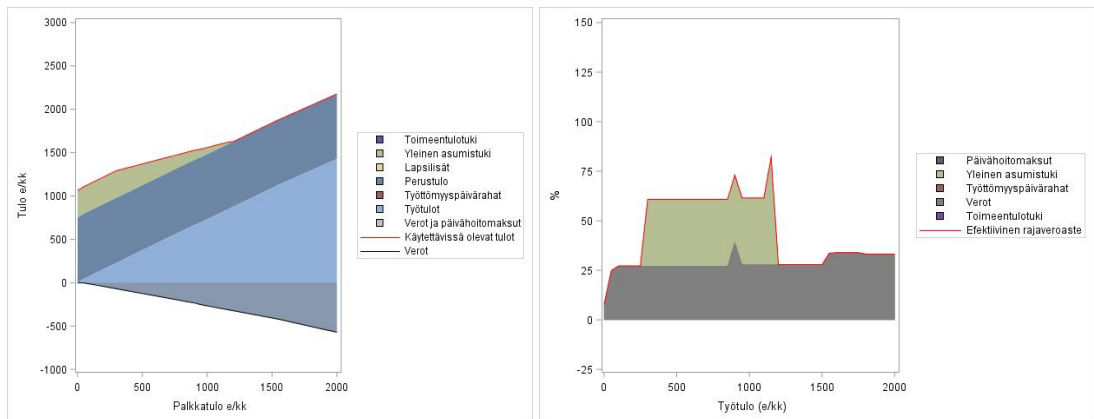 3000
2500
2000
1500
1000
500
0
-500
-1000
Tulo e/kk
0 500 1000 1500 2000
Palkkatulo e/kk
Toimeentulotuki
Yleinen asumistuki
Lapsilisät
Perustulo
Työttömyyspäivärahat
Työtulot
Verot ja päivähoitomaksut
Käytettävissä olevat tulot
Verot
150
125
100
75
50
25
0
-25
%
0 500 1000 1500 2000
Työtulo (e/kk)
Päivähoitomaksut
Yleinen asumistuki
Työttömyyspäivärahat
Verot
Toimeentulotuki
Efektiivinen rajaveroaste